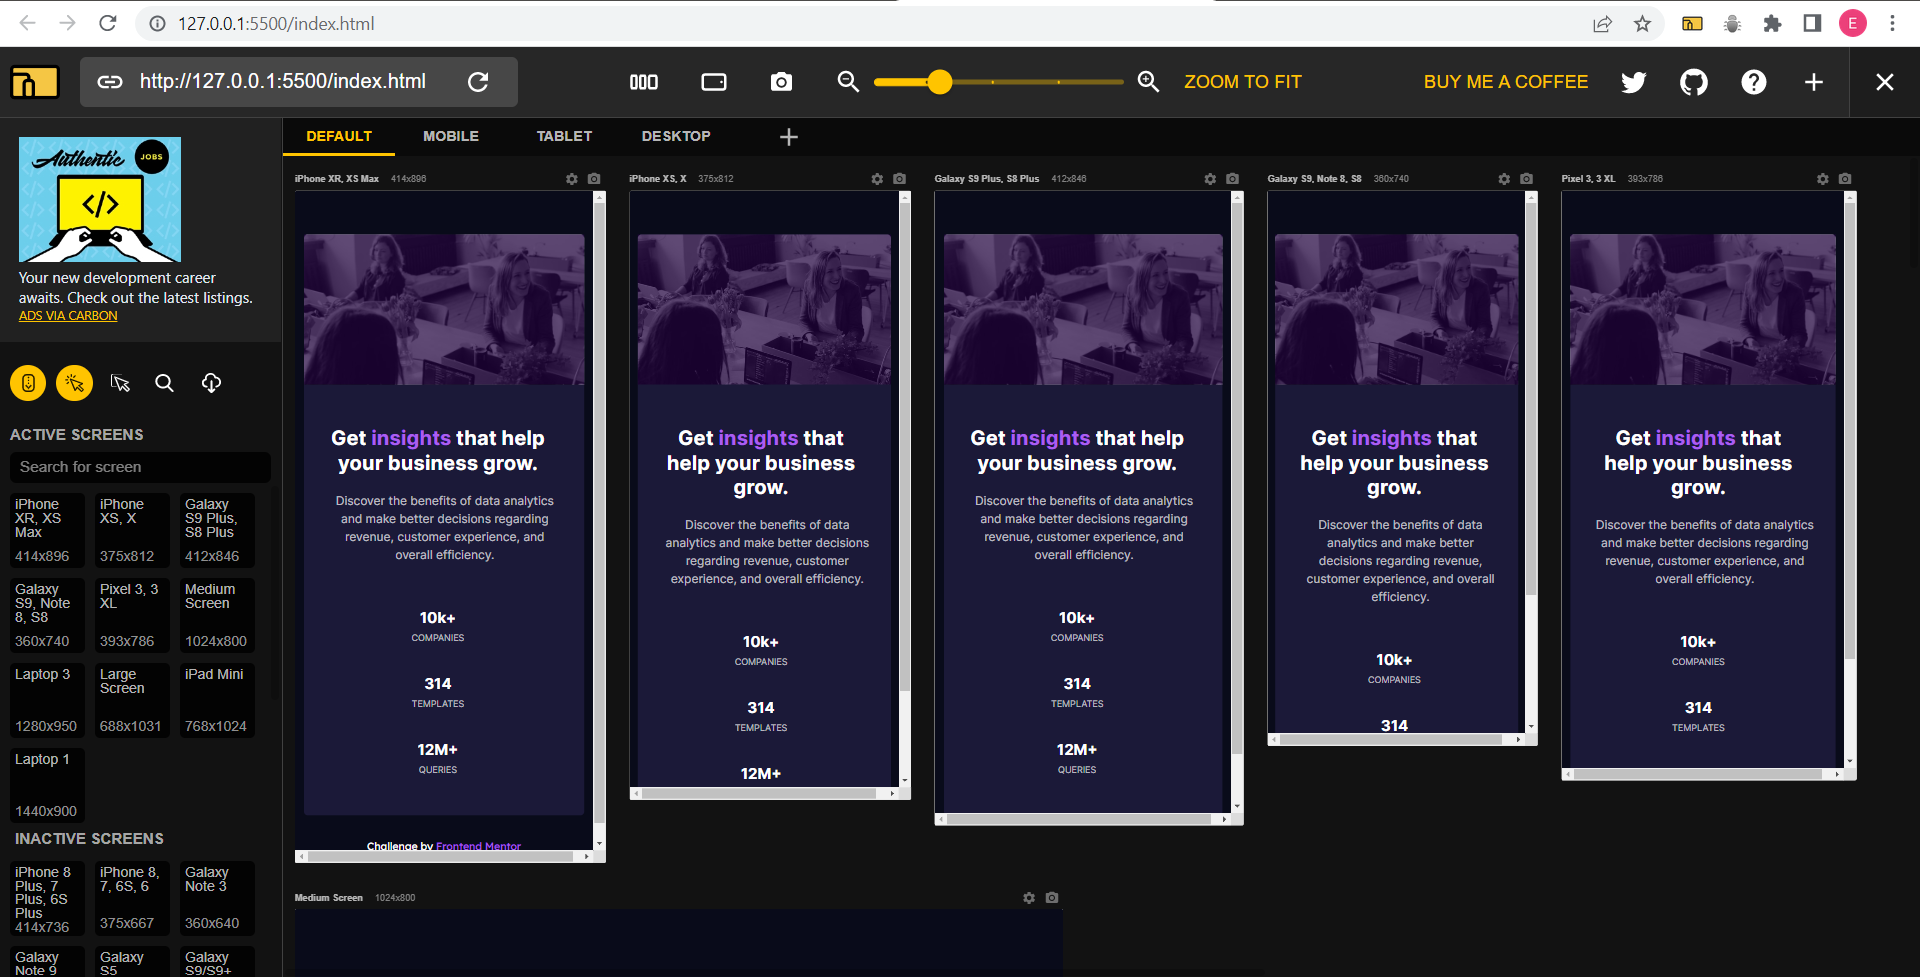 127.0.0.1:5500/index.html
E
http://127.0.0.1:5500/index.html
ZOOM TO FIT
BUY ME A COFFEE
Authentic
JOBS
</>
Your new development career
awaits. Check out the latest listings.
ADS VIA CARBON
ACTIVE SCREENS
Search for screen
iPhone
XR, XS
Max
414x896
iPhone
XS, X
375x812
Galaxy
S9 Plus,
S8 Plus
412x846
Galaxy
S9, Note
8, S8
360x740
Pixel 3, 3
XL
393x786
Medium
Screen
1024x800
Laptop 3
1280x950
Large
Screen
688x1031
iPad Mini
768x1024
Laptop 1
1440x900
INACTIVE SCREENS
iPhone 8
Plus, 7
Plus, 6S
Plus
414x736
iPhone 8,
7, 6S, 6
375x667
Galaxy
Note 3
360x640
Galaxy
Note 9
Galaxy
S5
Galaxy
S9/S9+
DEFAULT
MOBILE
TABLET
DESKTOP
iPhone XR, XS Max 414x896
Get insights that help
your business grow.
Discover the benefits of data analytics
and make better decisions regarding
revenue, customer experience, and
overall efficiency.
10k+
COMPANIES
314
TEMPLATES
12M+
QUERIES
Challenge by Frontend Mentor
iPhone XS, X 375x812
Get insights that
help your business
grow.
Discover the benefits of data
analytics and make better decisions
regarding revenue, customer
experience, and overall efficiency.
10k+
COMPANIES
314
TEMPLATES
12M+
Galaxy S9 Plus, S8 Plus 412x846
Get insights that help
your business grow.
Discover the benefits of data analytics
and make better decisions regarding
revenue, customer experience, and
overall efficiency.
10k+
COMPANIES
314
TEMPLATES
12M+
QUERIES
Galaxy S9, Note 8, S8 360x740
Get insights that
help your business
grow.
Discover the benefits of data
analytics and make better
decisions regarding revenue,
customer experience, and overall
efficiency.
10k+
COMPANIES
314
Pixel 3, 3 XL 393x786
Get insights that
help your business
grow.
Discover the benefits of data analytics
and make better decisions regarding
revenue, customer experience, and
overall efficiency.
10k+
COMPANIES
314
TEMPLATES
Medium Screen 1024x800